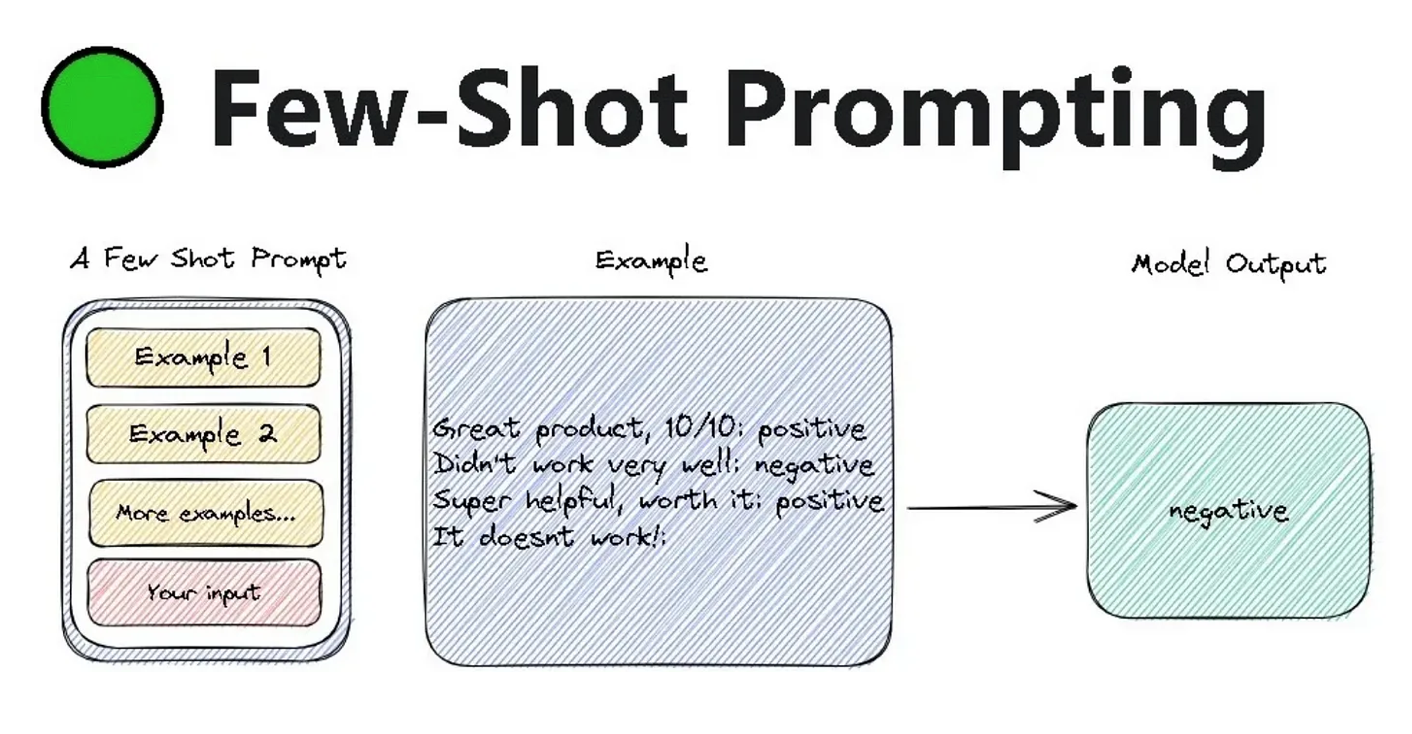 Few-Shot Prompting
A Few Shot Prompt
Example 1
Example 2
More examples...
Your input
Example
Great product, 10/10: positive
Didn't work very well: negative
Super helpful, worth it: positive
It doesnt work!:
Model Output
negative